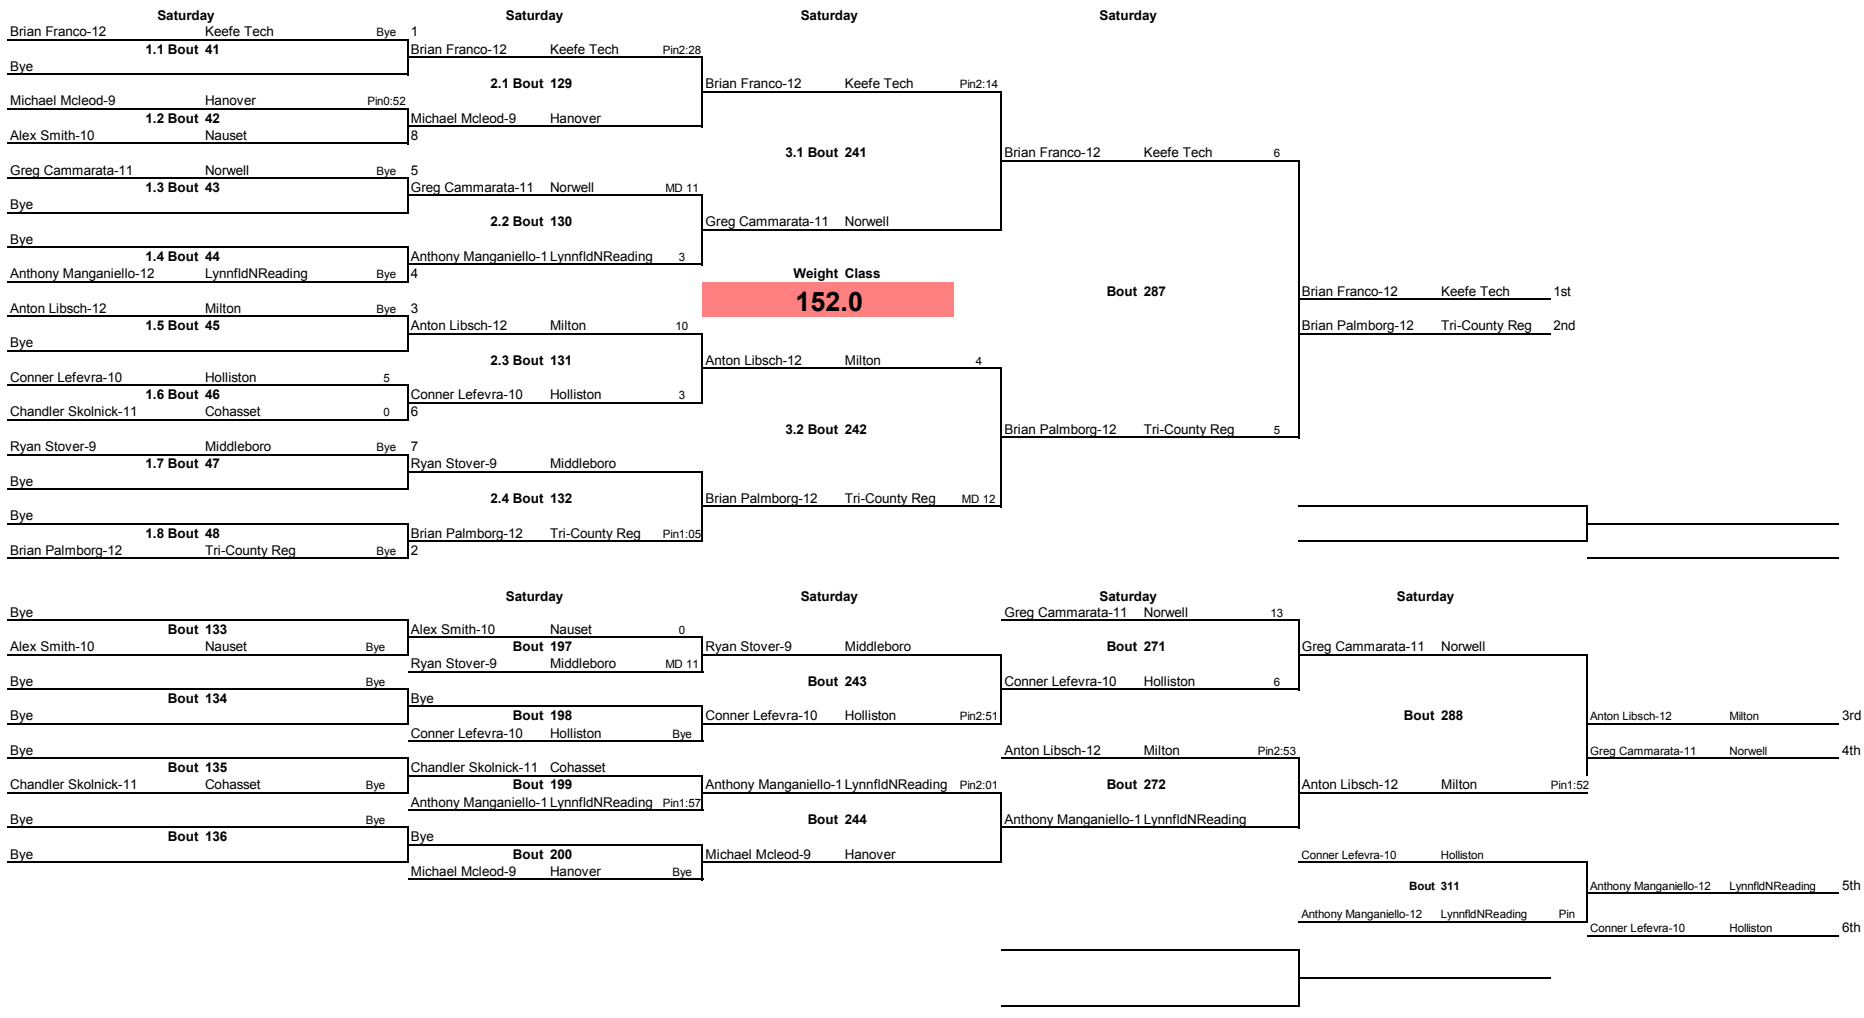 Saturday Saturday Saturday Saturday
Brian Franco-12 Keefe Tech Bye 1
1.1 Bout 41 Brian Franco-12 Keefe Tech Pin2:28
Bye
2.1 Bout 129 Brian Franco-12 Keefe Tech Pin2:14
Michael Mcleod-9 Hanover Pin0:52
1.2 Bout 42 Michael Mcleod-9 Hanover
Alex Smith-10 Nauset 8
3.1 Bout 241 Brian Franco-12 Keefe Tech 6
Greg Cammarata-11 Norwell Bye 5
1.3 Bout 43 Greg Cammarata-11 Norwell MD 11
Bye
2.2 Bout 130 Greg Cammarata-11 Norwell
Bye
1.4 Bout 44 Anthony Manganiello-1 LynnfldNReading 3
Anthony Manganiello-12 LynnfldNReading Bye 4 Weight Class
152.0 Bout 287 Brian Franco-12 Keefe Tech 1st
Anton Libsch-12 Milton Bye 3
1.5 Bout 45 Anton Libsch-12 Milton 10 Brian Palmborg-12 Tri-County Reg 2nd
Bye
2.3 Bout 131 Anton Libsch-12 Milton 4
Conner Lefevra-10 Holliston 5
1.6 Bout 46 Conner Lefevra-10 Holliston 3
Chandler Skolnick-11 Cohasset 0 6
3.2 Bout 242 Brian Palmborg-12 Tri-County Reg 5
Ryan Stover-9 Middleboro Bye 7
1.7 Bout 47 Ryan Stover-9 Middleboro
Bye
2.4 Bout 132 Brian Palmborg-12 Tri-County Reg MD 12
Bye
1.8 Bout 48 Brian Palmborg-12 Tri-County Reg Pin1:05
Brian Palmborg-12 Tri-County Reg Bye 2
Saturday Saturday Saturday Saturday
Bye Greg Cammarata-11 Norwell 13
Bout 133 Alex Smith-10 Nauset 0
Alex Smith-10 Nauset Bye Bout 197 Ryan Stover-9 Middleboro Bout 271 Greg Cammarata-11 Norwell
Ryan Stover-9 Middleboro MD 11
Bye Bye Bout 243 Conner Lefevra-10 Holliston 6
Bout 134 Bye
Bye Bout 198 Conner Lefevra-10 Holliston Pin2:51 Bout 288 Anton Libsch-12 Milton 3rd
Conner Lefevra-10 Holliston Bye
Bye Anton Libsch-12 Milton Pin2:53 Greg Cammarata-11 Norwell 4th
Bout 135 Chandler Skolnick-11 Cohasset
Chandler Skolnick-11 Cohasset Bye Bout 199 Anthony Manganiello-1 LynnfldNReading Pin2:01 Bout 272 Anton Libsch-12 Milton Pin1:52
Anthony Manganiello-1 LynnfldNReading Pin1:57
Bye Bye Bout 244 Anthony Manganiello-1 LynnfldNReading
Bout 136 Bye
Bye Bout 200 Michael Mcleod-9 Hanover Conner Lefevra-10 Holliston
Michael Mcleod-9 Hanover Bye
Bout 311 Anthony Manganiello-12 LynnfldNReading 5th
Anthony Manganiello-12 LynnfldNReading Pin
Conner Lefevra-10 Holliston 6th